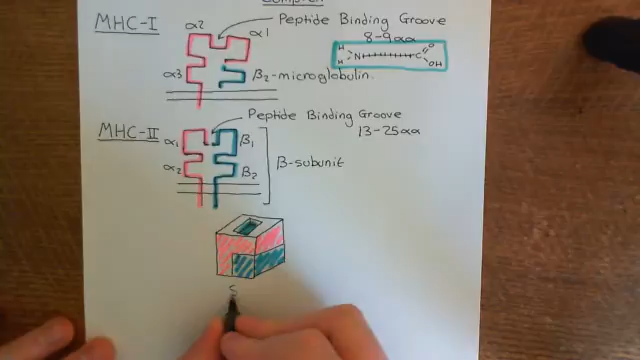 MHC-I
Peptide Binding Groove
8-9aa
α2
α1
H
H
N
C
O
OH
α3
β2-microglobulin
Peptide Binding Groove
13-25aa
MHC-II
α1
β1
α2
β2
β-subunit
S